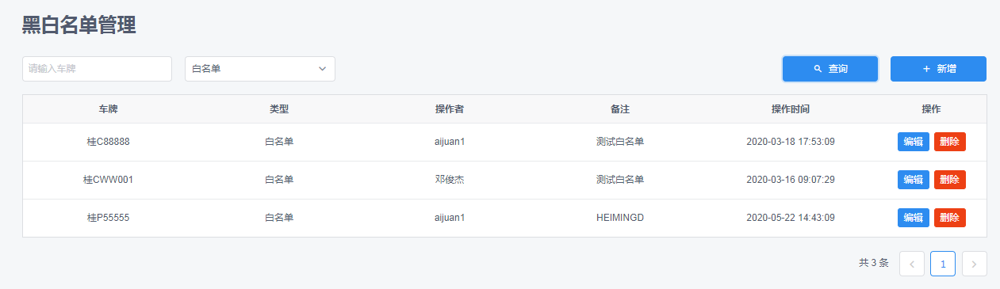 黑白名单管理
请输入车牌 白名单 查询 新增
车牌 类型 操作者 备注 操作时间 操作
桂C88888 白名单 aijuan1 测试白名单 2020-03-18 17:53:09 编辑 删除
桂CWW001 白名单 邓俊杰 测试白名单 2020-03-16 09:07:29 编辑 删除
桂P55555 白名单 aijuan1 HEIMINGD 2020-05-22 14:43:09 编辑 删除
共 3 条 1